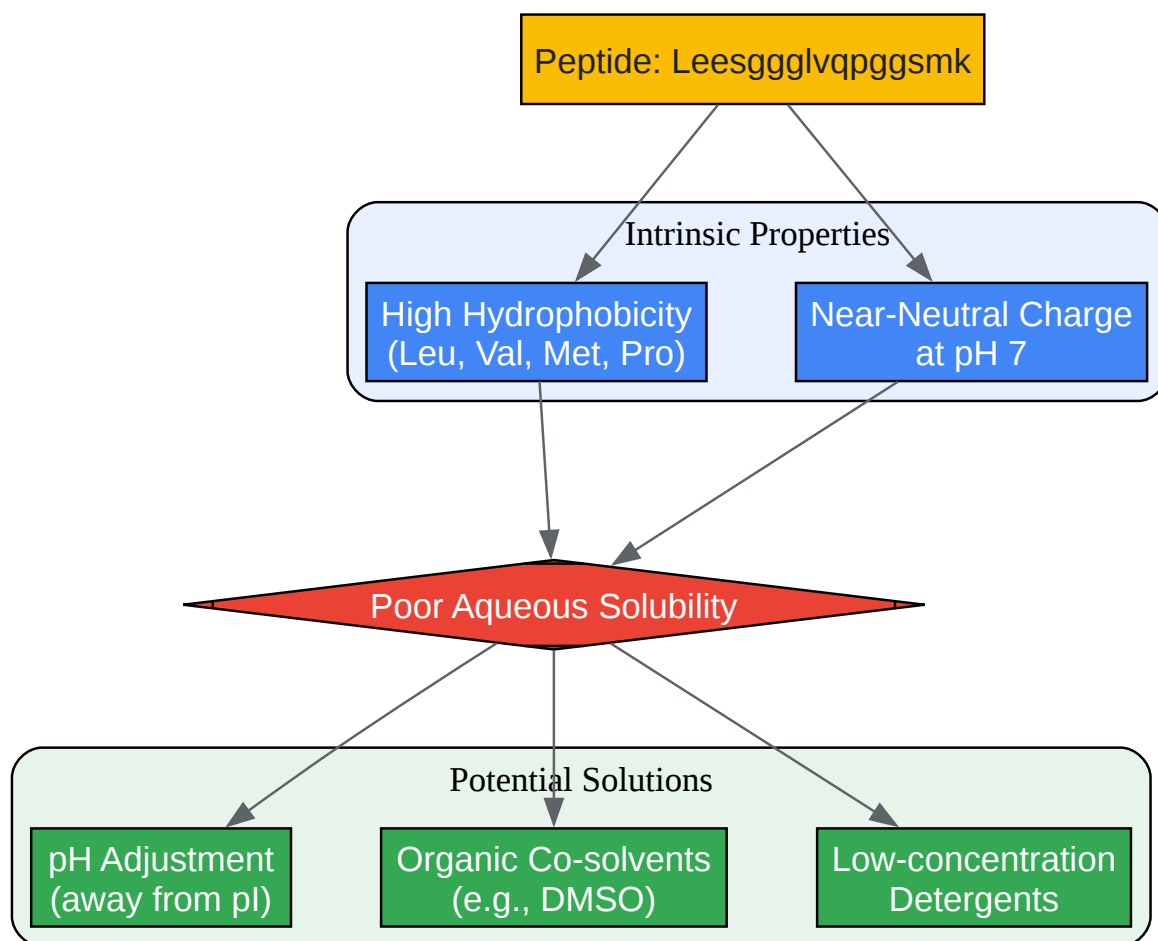 Peptide: Leesggglvqpggsmk
Intrinsic Properties
High Hydrophobicity
(Leu, Val, Met, Pro)
Near-Neutral Charge
at pH 7
Poor Aqueous Solubility
Potential Solutions
pH Adjustment
(away from pI)
Organic Co-solvents
(e.g., DMSO)
Low-concentration
Detergents